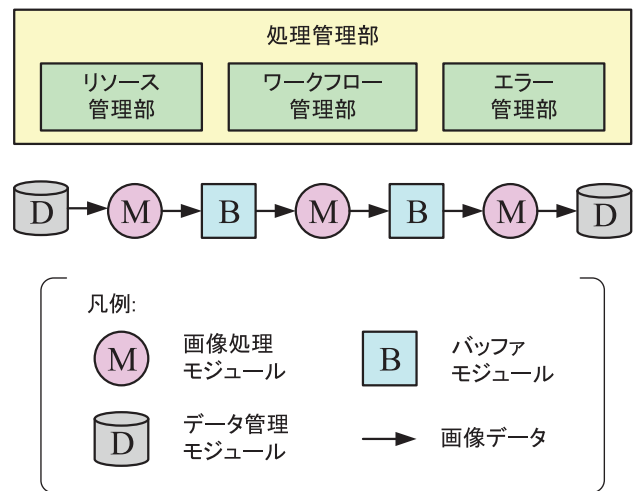 処理管理部
リソース
管理部
ワークフロー
管理部
エラー
管理部
D
M
B
M
B
M
D
凡例:
M
画像処理
モジュール
B
バッファ
モジュール
D
データ管理
モジュール
画像データ